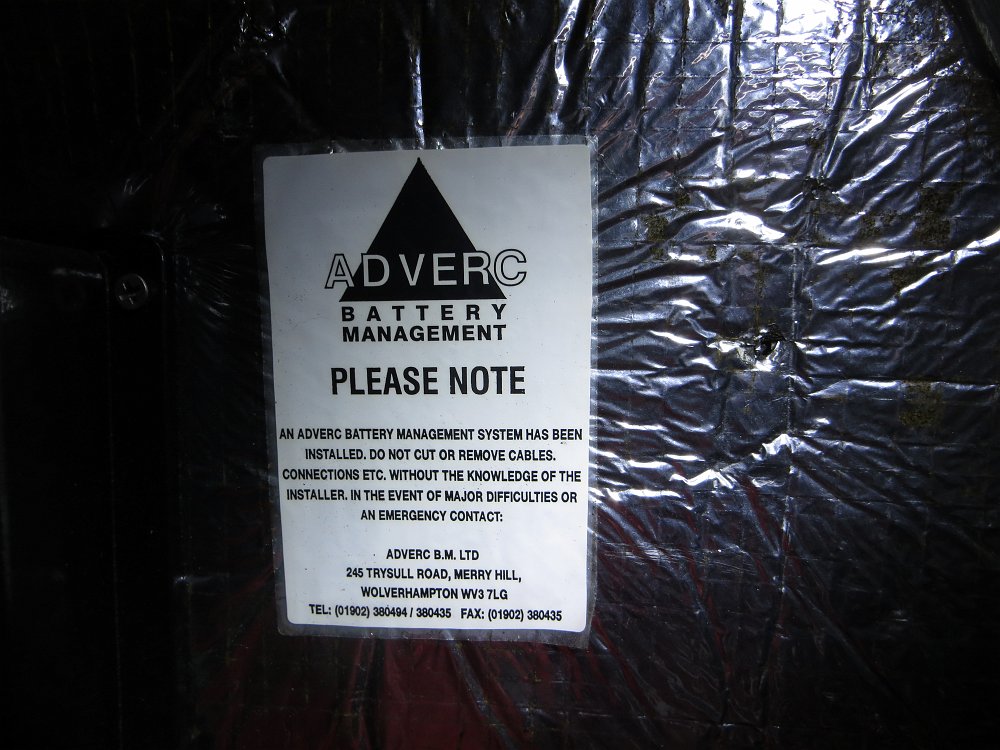 ADVERC
BATTERY
MANAGEMENT
PLEASE NOTE
AN ADVERC BATTERY MANAGEMENT SYSTEM HAS BEEN
INSTALLED. DO NOT CUT OR REMOVE CABLES.
CONNECTIONS ETC. WITHOUT THE KNOWLEDGE OF THE
INSTALLER. IN THE EVENT OF MAJOR DIFFICULTIES OR
AN EMERGENCY CONTACT:
ADVERC B.M. LTD
245 TRYSULL ROAD, MERRY HILL,
WOLVERHAMPTON WV3 7LG
TEL: (01902) 380494 / 380435 FAX: (01902) 380435